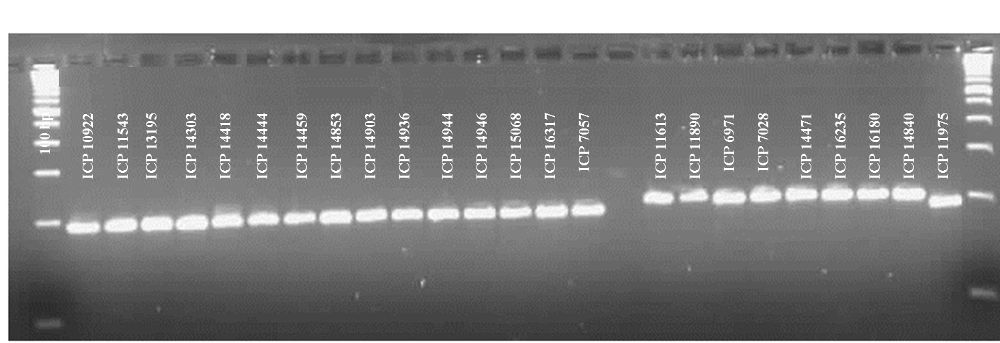 100 bp
ICP 10922
ICP 11543
ICP 13195
ICP 14303
ICP 14418
ICP 14444
ICP 14459
ICP 14853
ICP 14903
ICP 14936
ICP 14944
ICP 14946
ICP 15068
ICP 16317
ICP 7057
ICP 11613
ICP 11890
ICP 6971
ICP 7028
ICP 14471
ICP 16235
ICP 16180
ICP 14840
ICP 11975